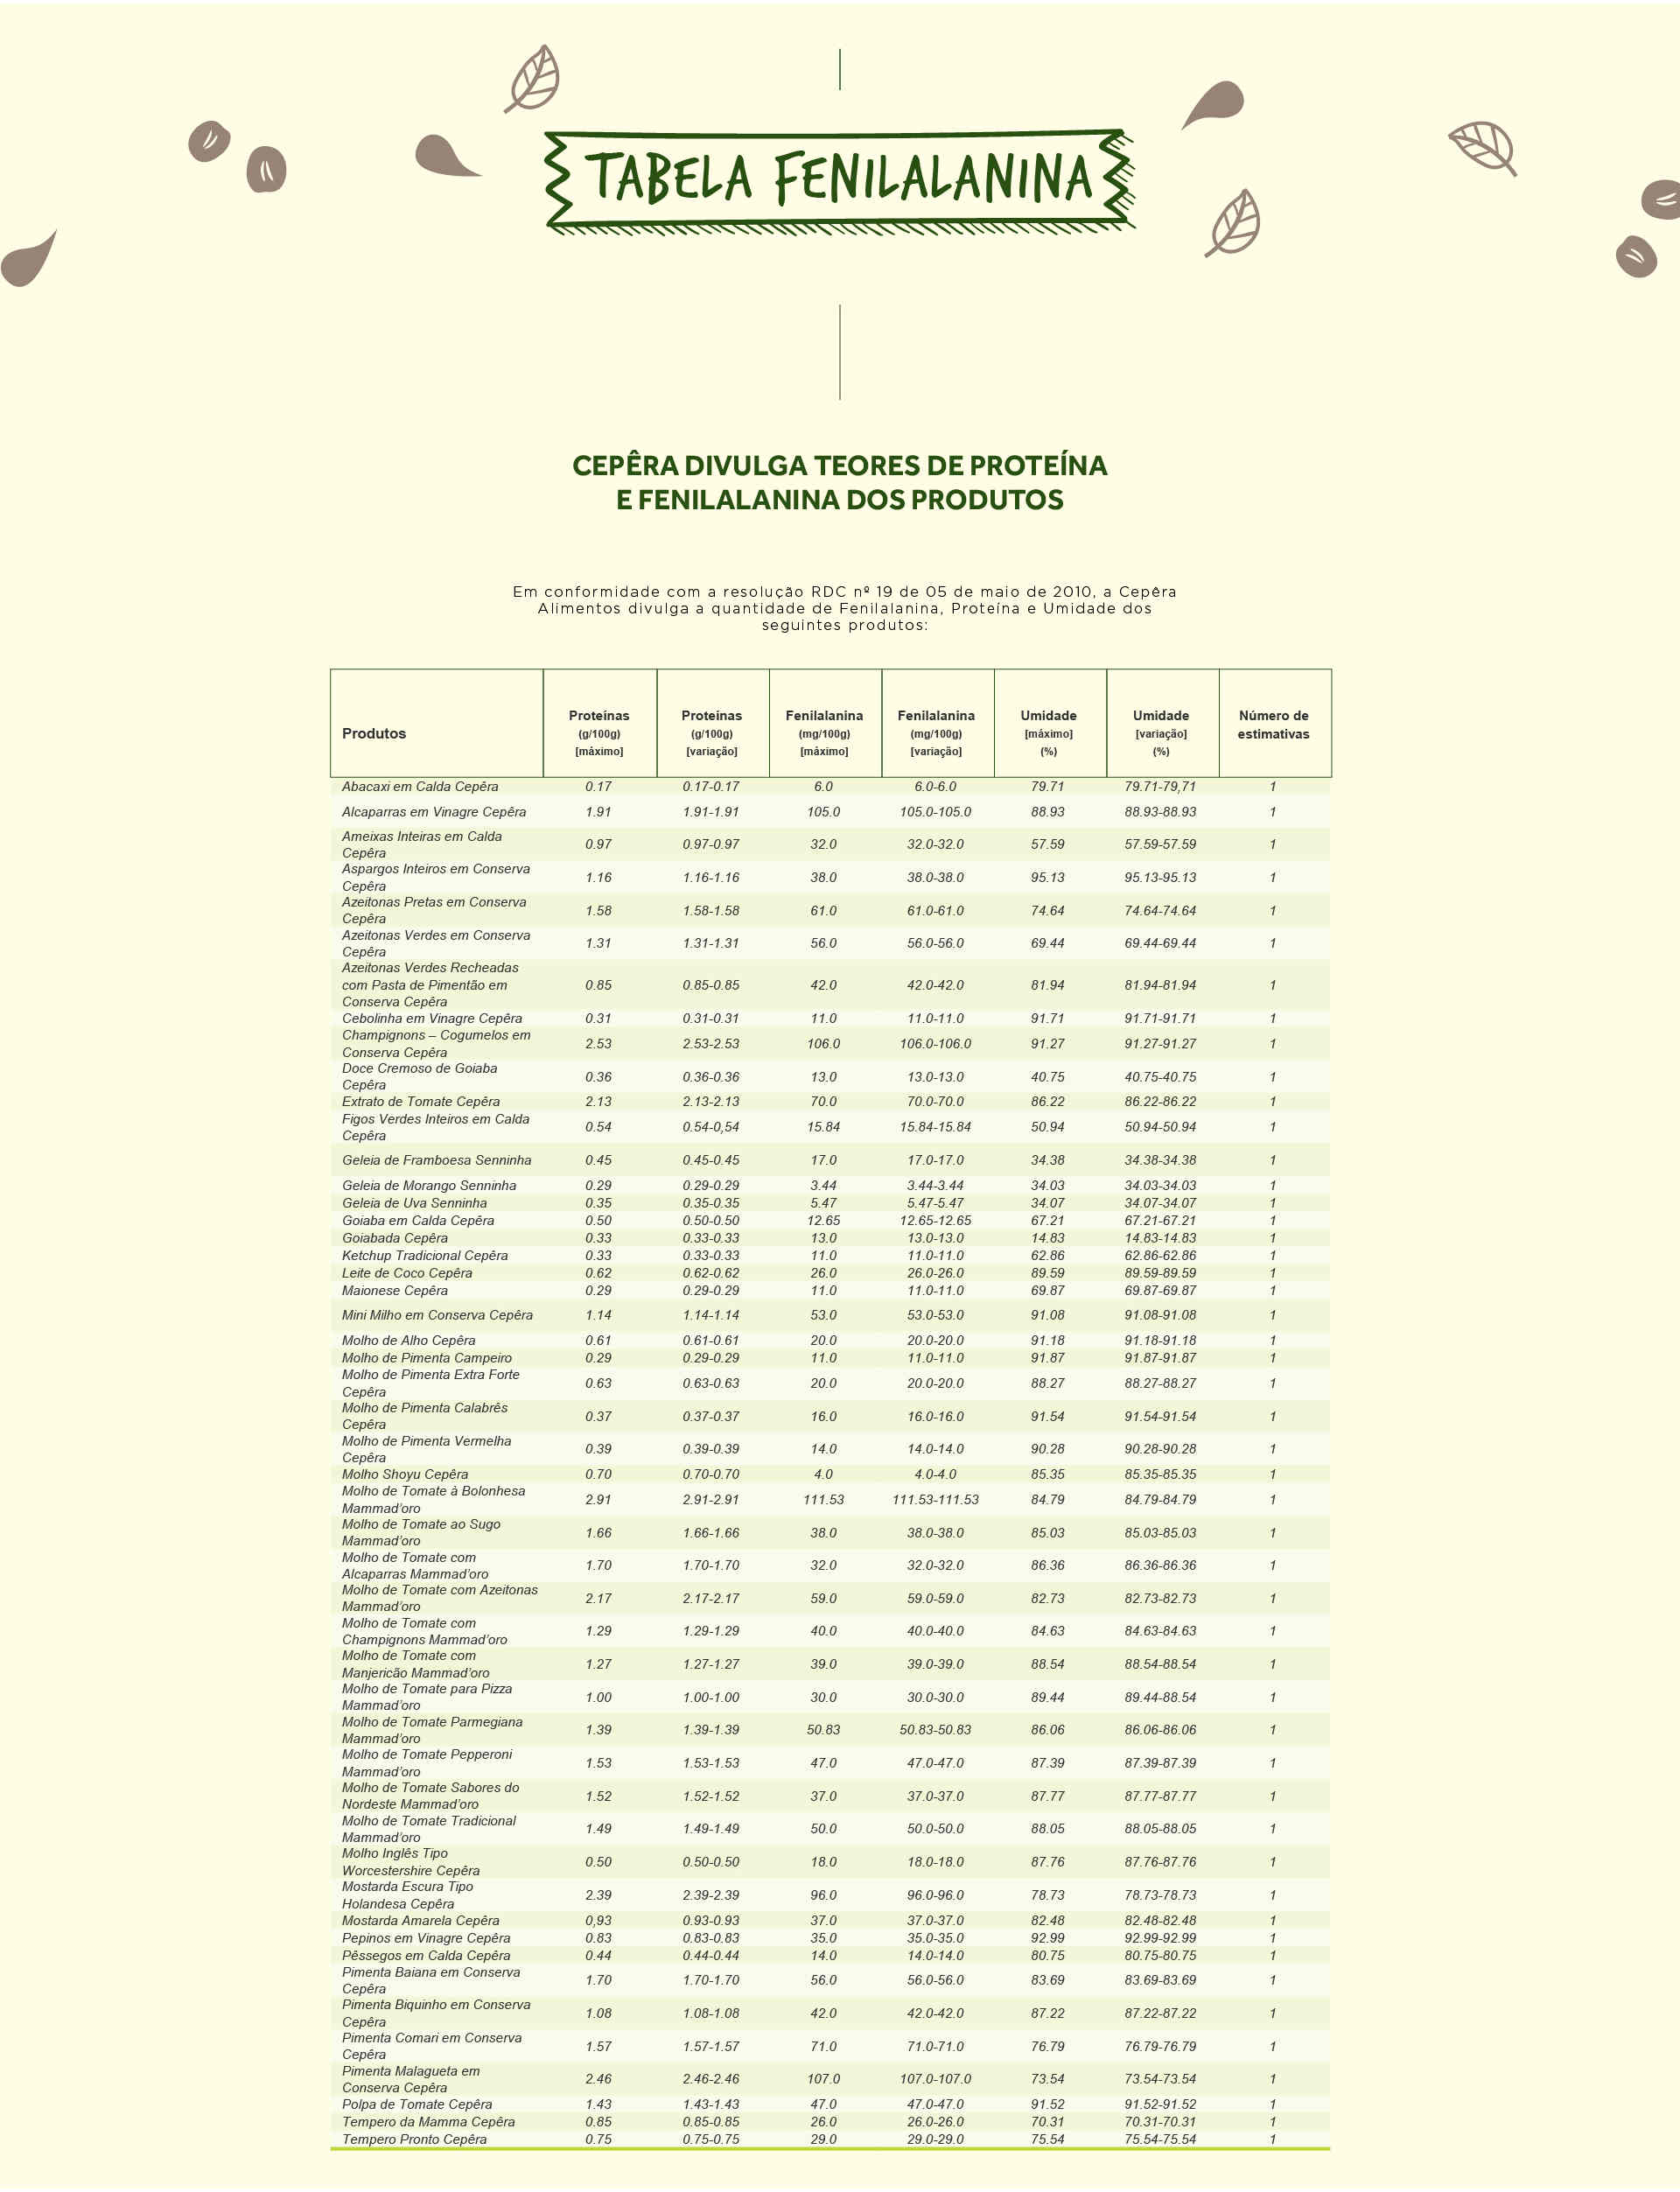 TABELA FENILALANINA
CEPÊRA DIVULGA TEORES DE PROTEÍNA
E FENILALANINA DOS PRODUTOS
Em conformidade com a resolução RDC nº 19 de 05 de maio de 2010, a Cepêra
Alimentos divulga a quantidade de Fenilalanina, Proteína e Umidade dos
seguintes produtos:
Produtos
Proteínas
(g/100g)
[máximo]
Proteinas
(g/100g)
[variação]
Fenilalanina
(mg/100g)
[máximo]
Fenilalanina
(mg/100g)
[variação]
Umidade
[máximo]
(%)
Umidade
[variação]
(%)
Número de
estimativas
Abacaxi em Calda Cepêra 0.17 0.17-0.17 6.0 6.0-6.0 79.71 79.71-79,71 1
Alcaparras em Vinagre Cepêra 1.91 1.91-1.91 105.0 105.0-105.0 88.93 88.93-88.93 1
Ameixas Inteiras em Calda
Cepêra 0.97 0.97-0.97 32.0 32.0-32.0 57.59 57.59-57.59 1
Aspargos Inteiros em Conserva
Cepêra 1.16 1.16-1.16 38.0 38.0-38.0 95.13 95.13-95.13 1
Azeitonas Pretas em Conserva
Cepêra 1.58 1.58-1.58 61.0 61.0-61.0 74.64 74.64-74.64 1
Azeitonas Verdes em Conserva
Cepêra 1.31 1.31-1.31 56.0 56.0-56.0 69.44 69.44-69.44 1
Azeitonas Verdes Recheadas
com Pasta de Pimentão em
Conserva Cepêra 0.85 0.85-0.85 42.0 42.0-42.0 81.94 81.94-81.94 1
Cebolinha em Vinagre Cepêra 0.31 0.31-0.31 11.0 11.0-11.0 91.71 91.71-91.71 1
Champignons – Cogumelos em
Conserva Cepêra 2.53 2.53-2.53 106.0 106.0-106.0 91.27 91.27-91.27 1
Doce Cremoso de Goiaba
Cepêra 0.36 0.36-0.36 13.0 13.0-13.0 40.75 40.75-40.75 1
Extrato de Tomate Cepêra 2.13 2.13-2.13 70.0 70.0-70.0 86.22 86.22-86.22 1
Figos Verdes Inteiros em Calda
Cepêra 0.54 0.54-0,54 15.84 15.84-15.84 50.94 50.94-50.94 1
Geleia de Framboesa Senninha 0.45 0.45-0.45 17.0 17.0-17.0 34.38 34.38-34.38 1
Geleia de Morango Senninha 0.29 0.29-0.29 3.44 3.44-3.44 34.03 34.03-34.03 1
Geleia de Uva Senninha 0.35 0.35-0.35 5.47 5.47-5.47 34.07 34.07-34.07 1
Goiaba em Calda Cepêra 0.50 0.50-0.50 12.65 12.65-12.65 67.21 67.21-67.21 1
Goiabada Cepêra 0.33 0.33-0.33 13.0 13.0-13.0 14.83 14.83-14.83 1
Ketchup Tradicional Cepêra 0.33 0.33-0.33 11.0 11.0-11.0 62.86 62.86-62.86 1
Leite de Coco Cepêra 0.62 0.62-0.62 26.0 26.0-26.0 89.59 89.59-89.59 1
Maionese Cepêra 0.29 0.29-0.29 11.0 11.0-11.0 69.87 69.87-69.87 1
Mini Milho em Conserva Cepêra 1.14 1.14-1.14 53.0 53.0-53.0 91.08 91.08-91.08 1
Molho de Alho Cepêra 0.61 0.61-0.61 20.0 20.0-20.0 91.18 91.18-91.18 1
Molho de Pimenta Campeiro 0.29 0.29-0.29 11.0 11.0-11.0 91.87 91.87-91.87 1
Molho de Pimenta Extra Forte
Cepêra 0.63 0.63-0.63 20.0 20.0-20.0 88.27 88.27-88.27 1
Molho de Pimenta Calabrês
Cepêra 0.37 0.37-0.37 16.0 16.0-16.0 91.54 91.54-91.54 1
Molho de Pimenta Vermelha
Cepêra 0.39 0.39-0.39 14.0 14.0-14.0 90.28 90.28-90.28 1
Molho Shoyu Cepêra 0.70 0.70-0.70 4.0 4.0-4.0 85.35 85.35-85.35 1
Molho de Tomate à Bolonhesa
Mammad’oro 2.91 2.91-2.91 111.53 111.53-111.53 84.79 84.79-84.79 1
Molho de Tomate ao Sugo
Mammad’oro 1.66 1.66-1.66 38.0 38.0-38.0 85.03 85.03-85.03 1
Molho de Tomate com
Alcaparras Mammad’oro 1.70 1.70-1.70 32.0 32.0-32.0 86.36 86.36-86.36 1
Molho de Tomate com Azeitonas
Mammad’oro 2.17 2.17-2.17 59.0 59.0-59.0 82.73 82.73-82.73 1
Molho de Tomate com
Champignons Mammad’oro 1.29 1.29-1.29 40.0 40.0-40.0 84.63 84.63-84.63 1
Molho de Tomate com
Manjericão Mammad’oro 1.27 1.27-1.27 39.0 39.0-39.0 88.54 88.54-88.54 1
Molho de Tomate para Pizza
Mammad’oro 1.00 1.00-1.00 30.0 30.0-30.0 89.44 89.44-88.54 1
Molho de Tomate Parmegiana
Mammad’oro 1.39 1.39-1.39 50.83 50.83-50.83 86.06 86.06-86.06 1
Molho de Tomate Pepperoni
Mammad’oro 1.53 1.53-1.53 47.0 47.0-47.0 87.39 87.39-87.39 1
Molho de Tomate Sabores do
Nordeste Mammad’oro 1.52 1.52-1.52 37.0 37.0-37.0 87.77 87.77-87.77 1
Molho de Tomate Tradicional
Mammad’oro 1.49 1.49-1.49 50.0 50.0-50.0 88.05 88.05-88.05 1
Molho Inglês Tipo
Worcestershire Cepêra 0.50 0.50-0.50 18.0 18.0-18.0 87.76 87.76-87.76 1
Mostarda Escura Tipo
Holandesa Cepêra 2.39 2.39-2.39 96.0 96.0-96.0 78.73 78.73-78.73 1
Mostarda Amarela Cepêra 0,93 0.93-0.93 37.0 37.0-37.0 82.48 82.48-82.48 1
Pepinos em Vinagre Cepêra 0.83 0.83-0.83 35.0 35.0-35.0 92.99 92.99-92.99 1
Pêssegos em Calda Cepêra 0.44 0.44-0.44 14.0 14.0-14.0 80.75 80.75-80.75 1
Pimenta Baiana em Conserva
Cepêra 1.70 1.70-1.70 56.0 56.0-56.0 83.69 83.69-83.69 1
Pimenta Biquinho em Conserva
Cepêra 1.08 1.08-1.08 42.0 42.0-42.0 87.22 87.22-87.22 1
Pimenta Comari em Conserva
Cepêra 1.57 1.57-1.57 71.0 71.0-71.0 76.79 76.79-76.79 1
Pimenta Malagueta em
Conserva Cepêra 2.46 2.46-2.46 107.0 107.0-107.0 73.54 73.54-73.54 1
Polpa de Tomate Cepêra 1.43 1.43-1.43 47.0 47.0-47.0 91.52 91.52-91.52 1
Tempero da Mamma Cepêra 0.85 0.85-0.85 26.0 26.0-26.0 70.31 70.31-70.31 1
Tempero Pronto Cepêra 0.75 0.75-0.75 29.0 29.0-29.0 75.54 75.54-75.54 1